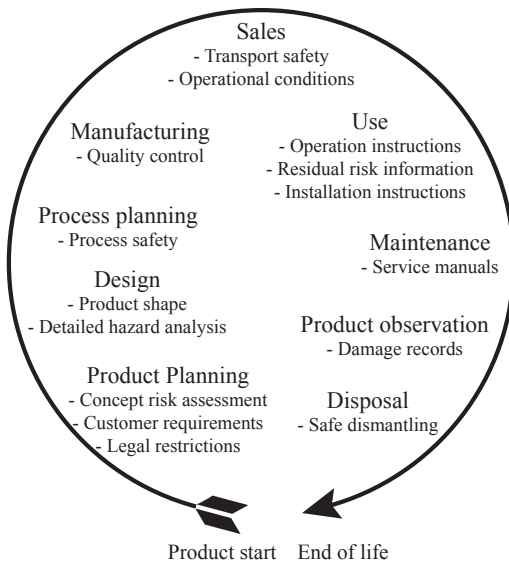 Sales
- Transport safety
- Operational conditions
Manufacturing
- Quality control
Use
- Operation instructions
- Residual risk information
- Installation instructions
Process planning
- Process safety
Maintenance
- Service manuals
Design
- Product shape
- Detailed hazard analysis
Product observation
- Damage records
Product Planning
- Concept risk assessment
- Customer requirements
- Legal restrictions
Disposal
- Safe dismantling
Product start
End of life